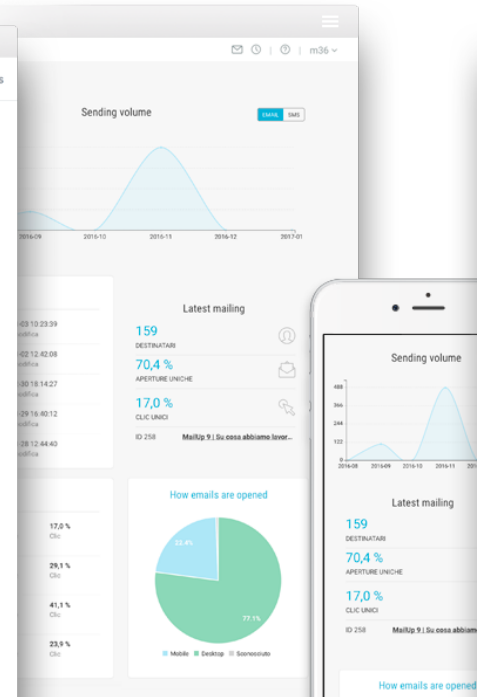 s
m36
Sending volume
EMAIL SMS
2016-09 2016-10 2016-11 2016-12 2017-01
-03 10:23:39
-02 12:42:08
-30 18:14:27
-29 16:40:12
-28 12:44:40
Latest mailing
159
DESTINATARI
70,4 %
APERTURE UNICHE
17,0 %
CLIC UNICI
ID 258 MailUp 9 | Su cosa abbiamo lavor...
17,0 %
Clic
29,1 %
Clic
41,1 %
Clic
23,9 %
Clic
How emails are opened
23.4%
77.1%
Mobile Desktop Sconosciuto
Sending volume
488
366
244
122
0
2016-08 2016-09 2016-10 2016-11
Latest mailing
159
DESTINATARI
70,4 %
APERTURE UNICHE
17,0 %
CLIC UNICI
ID 258 MailUp 9 | Su cosa abbiamo
How emails are opened